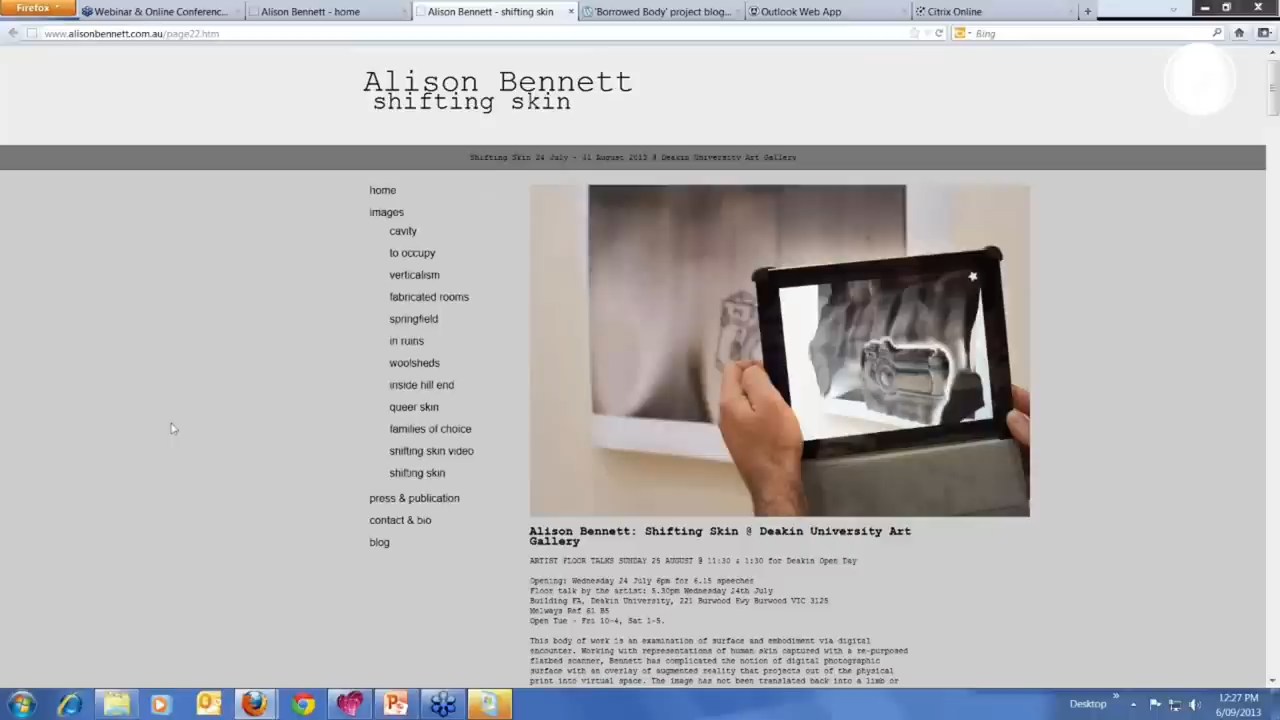 Firefox
Webinar & Online Conferenc...
Alison Bennett - home
Alison Bennett - shifting skin
'Borrowed Body' project blog...
Outlook Web App
Citrix Online
www.alisonbennett.com.au/page22.htm
Bing
Alison Bennett
shifting skin
Shifting Skin 24 July - 31 August 2013 @ Deakin University Art Gallery
home
images
cavity
to occupy
verticalism
fabricated rooms
springfield
in ruins
woolsheds
inside hill end
queer skin
families of choice
snifting skin video
shifting skin
press & publication
contact & bio
blog
Alison Bennett: Shifting Skin @ Deakin University Art
Gallery
ARTIST FLOOR TALKS SUNDAY 25 AUGUST @ 11:30 & 1:30 for Deakin Open Day
Opening: Wednesday 24 July 6pm for 6.15 speeches
Floor talk by the artist: 5.30pm Wednesday 24th July
Building FA, Deakin University, 221 Burwood Hwy Burwood VIC 3125
Melways Ref 61 B5
Open Tue - Fri 10-4, Sat 1-5.
This body of work is an examination of surface and embodiment via digital
encounter. Working with representations of human skin captured with a re-purposed
flatbed scanner, Bennett has complicated the notion of digital photographic
surface with an overlay of augmented reality that projects out of the physical
print into virtual space. The image has not been translated back into a limb or
Desktop
12:27 PM
6/09/2013